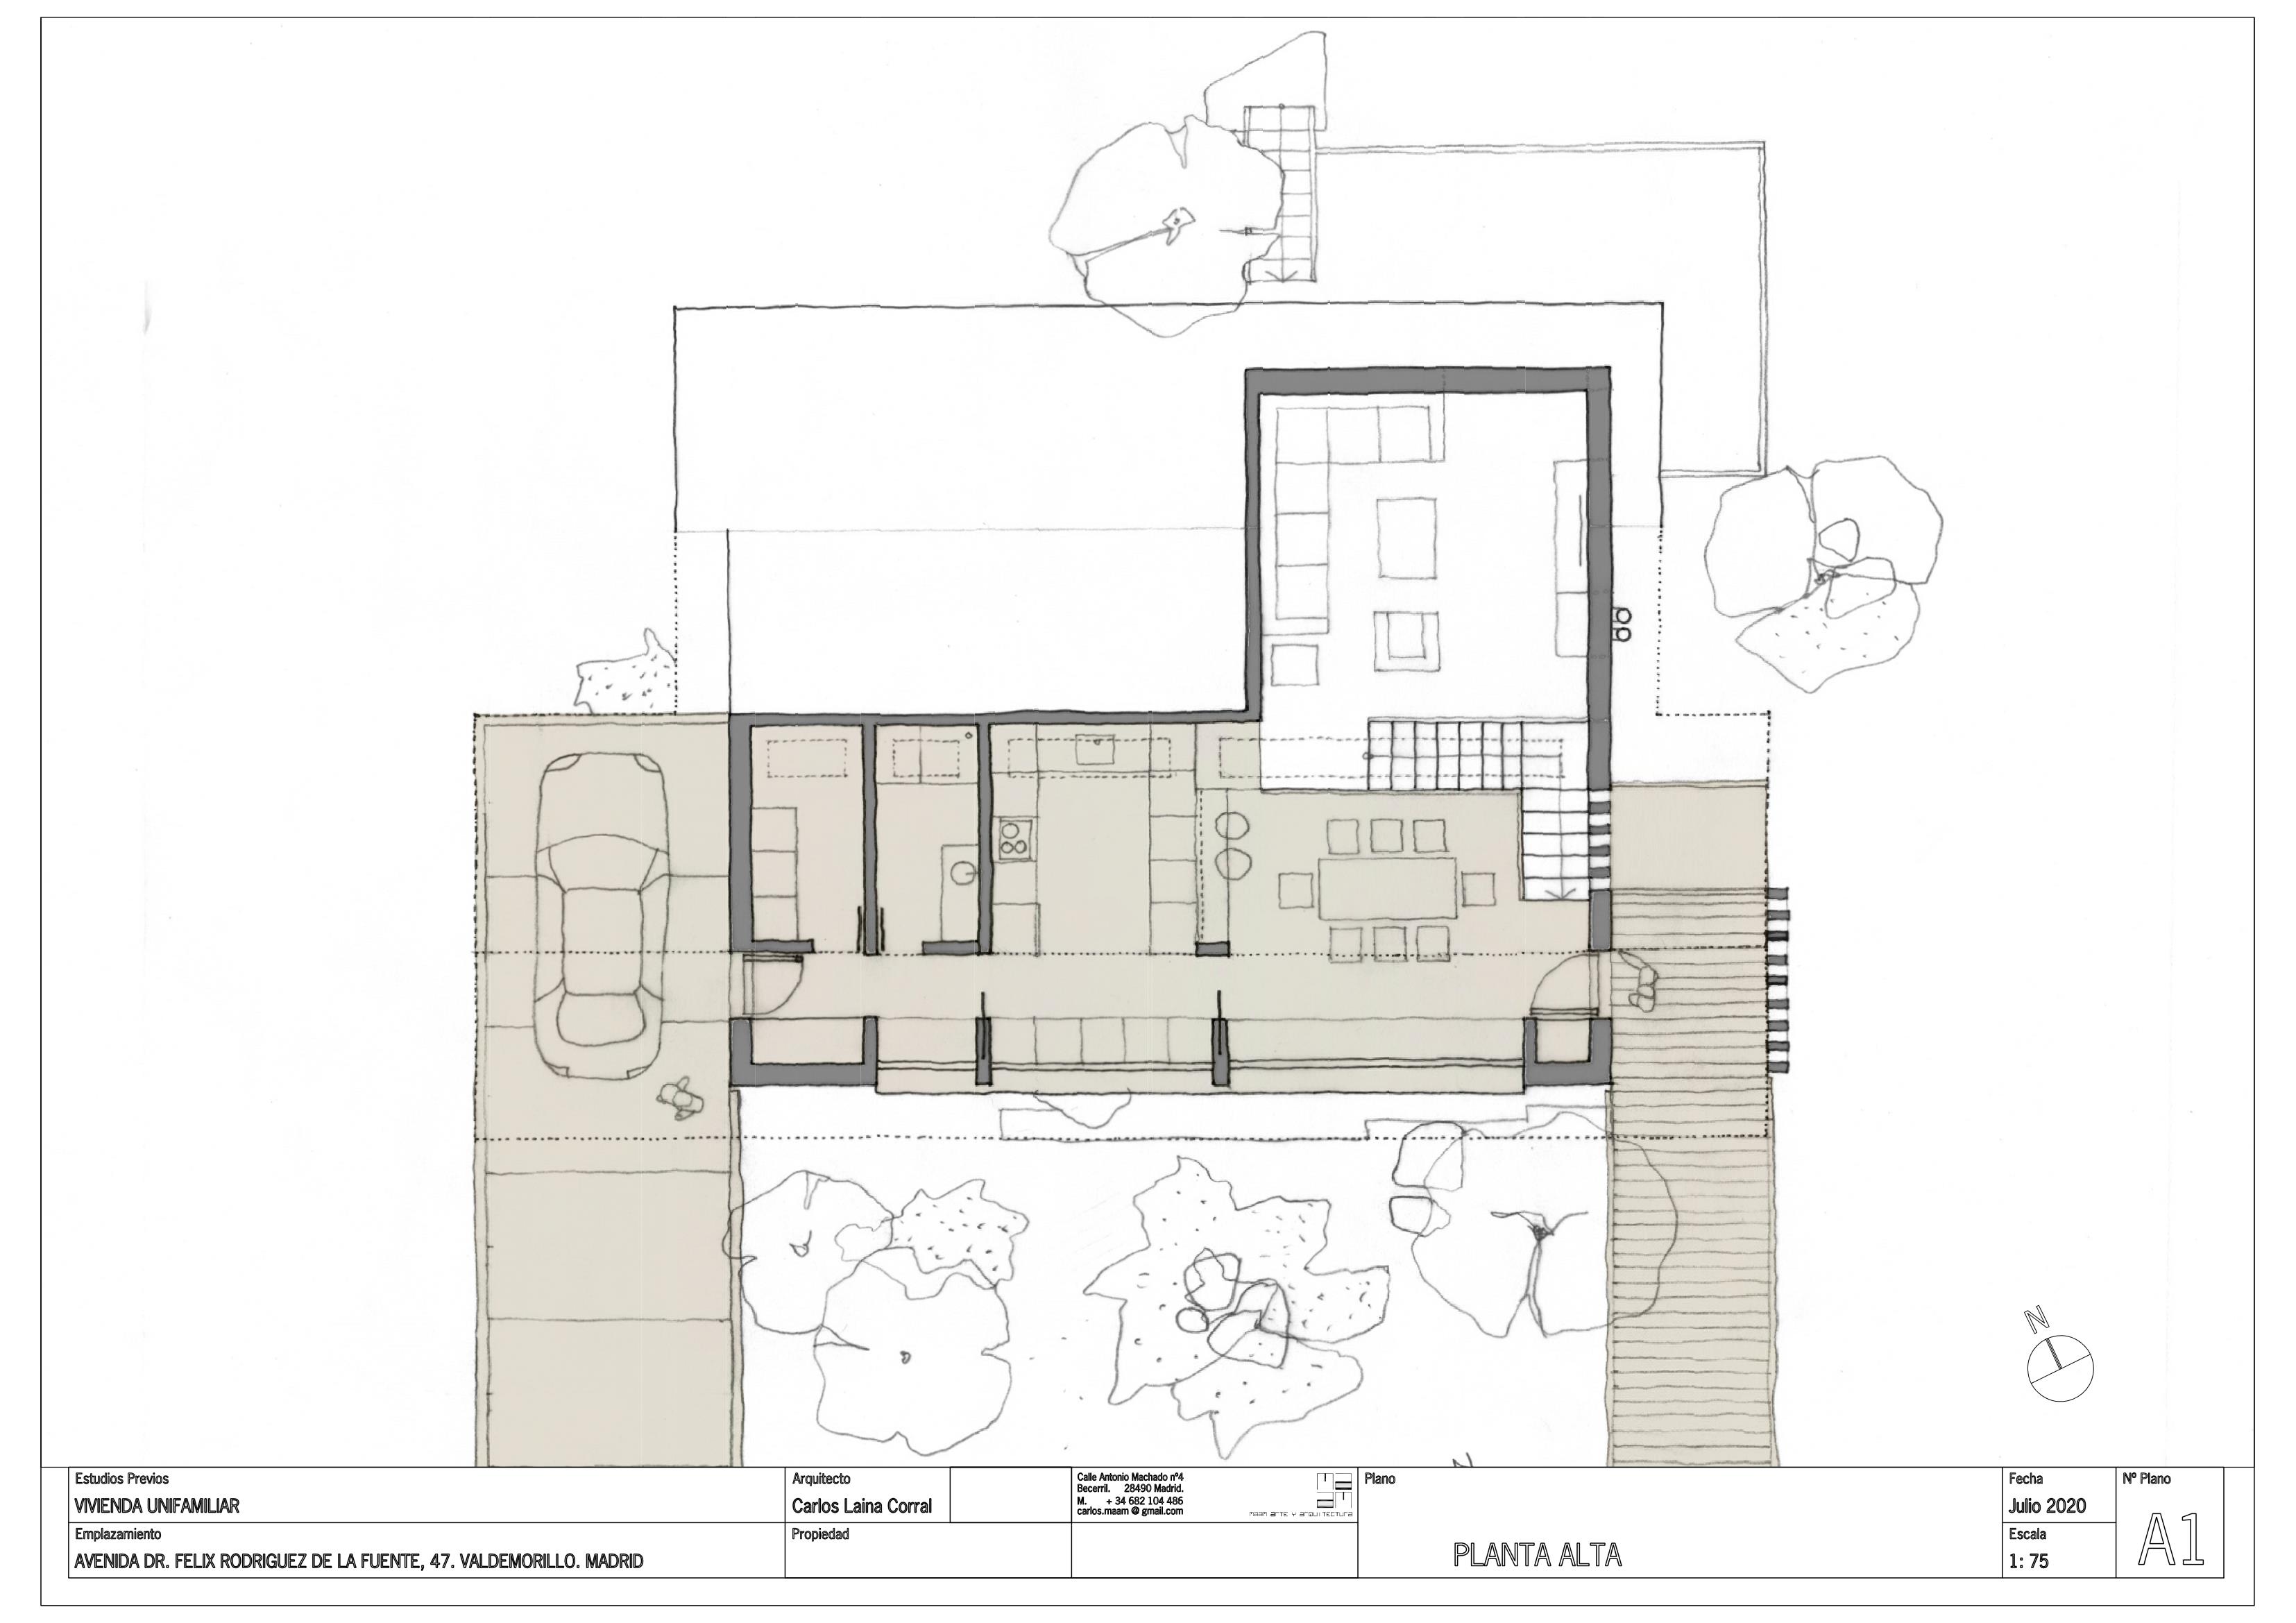 N
Estudios Previos
VIVIENDA UNIFAMILIAR
Emplazamiento
AVENIDA DR. FELIX RODRIGUEZ DE LA FUENTE, 47. VALDEMORILLO. MADRID
Arquitecto
Carlos Laina Corral
Propiedad
Calle Antonio Machado nº4
Becerril. 28490 Madrid.
M. + 34 682 104 486
carlos.maam @ gmail.com
maam arte y arquitectura
Plano
PLANTA ALTA
Fecha
Julio 2020
Escala
1: 75
Nº Plano
A1